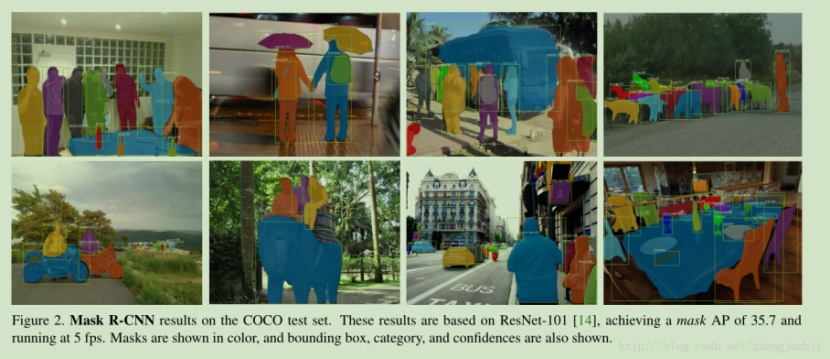 BUS
TAXI
Figure 2. Mask R-CNN results on the COCO test set. These results are based on ResNet-101 [14], achieving a mask AP of 35.7 and
running at 5 fps. Masks are shown in color, and bounding box, category, and confidences are also shown.
http://blog.csdn.net/zhangjunhit